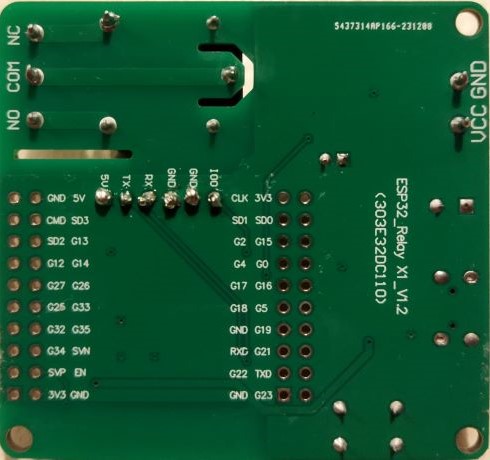 S437314AP166-231208
NC
COM
NO
VCC GND
5V TX RX GND GND IO0
GND 5V CLK 3V3
CMD SD3 SD1 SD0
SD2 G13 G2 G15
G12 G14 G4 G0
G27 G26 G17 G16
G25 G33 G18 G5
G32 G35 GND G19
G34 SVN RXD G21
SVP EN G22 TXD
3V3 GND GND G23
ESP32_Relay X1_V1.2
(303E32DC110)